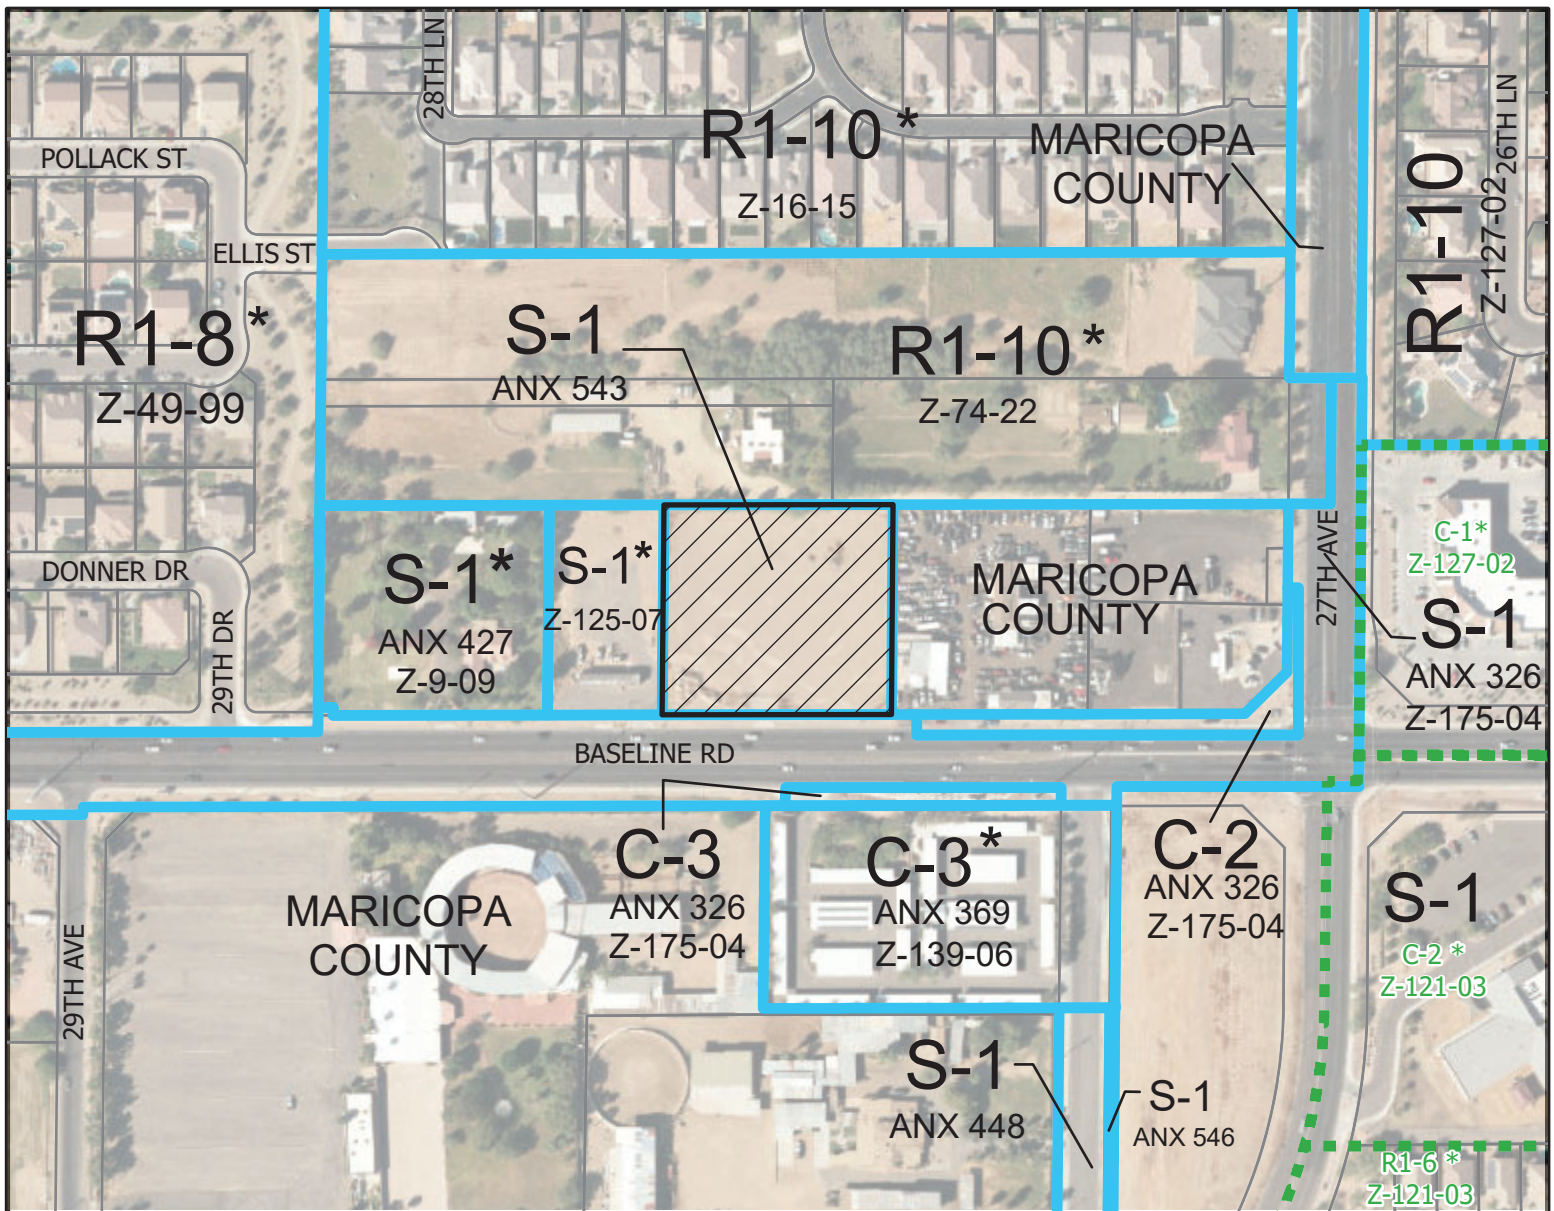 28TH LN
R1-10 *
Z-16-15
MARICOPA
COUNTY
26TH LN
R1-10
Z-127-02
POLLACK ST
ELLIS ST
R1-8 *
Z-49-99
S-1
ANX 543
R1-10 *
Z-74-22
C-1*
Z-127-02
S-1*
ANX 427
Z-9-09
S-1*
Z-125-07
MARICOPA
COUNTY
27TH AVE
S-1
ANX 326
Z-175-04
DONNER DR
29TH DR
BASELINE RD
C-3
ANX 326
Z-175-04
C-3*
ANX 369
Z-139-06
C-2
ANX 326
Z-175-04
S-1
C-2 *
Z-121-03
MARICOPA
COUNTY
29TH AVE
S-1
ANX 448
S-1
ANX 546
R1-6 *
Z-121-03